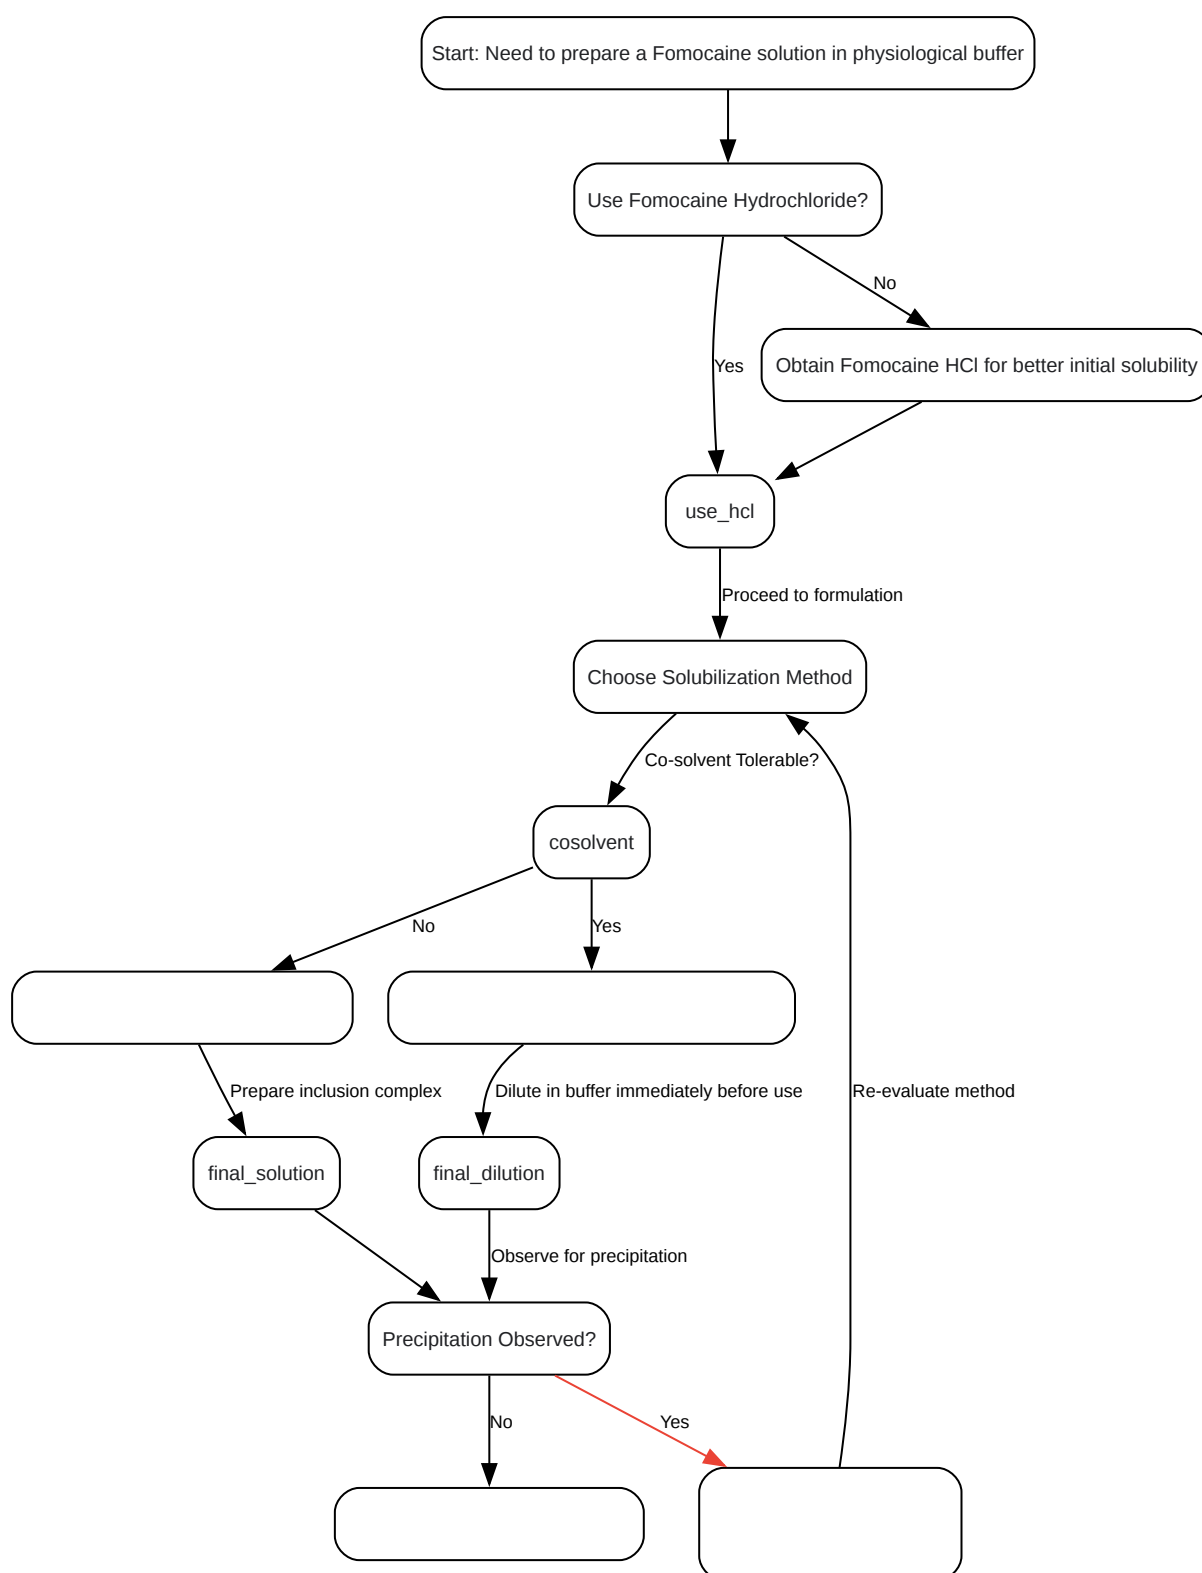 Start: Need to prepare a Fomocaine solution in physiological buffer
Use Fomocaine Hydrochloride?
No
Yes
Obtain Fomocaine HCl for better initial solubility
use_hcl
Proceed to formulation
Choose Solubilization Method
Co-solvent Tolerable?
cosolvent
No
Yes
Prepare inclusion complex
Dilute in buffer immediately before use
Re-evaluate method
final_solution
final_dilution
Observe for precipitation
Precipitation Observed?
No
Yes